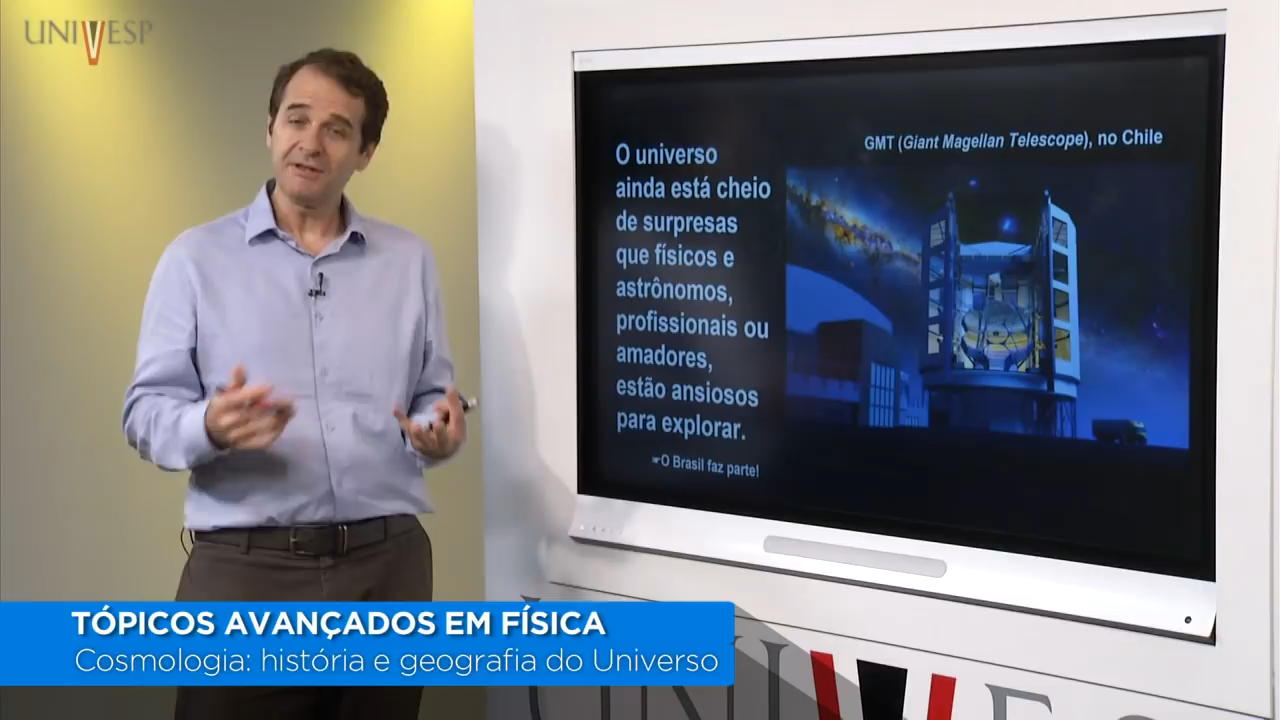 UNIVESP
O universo
ainda está cheio
de surpresas
que físicos e
astrônomos,
profissionais ou
amadores,
estão ansiosos
para explorar.
☛O Brasil faz parte!
GMT (Giant Magellan Telescope), no Chile
TÓPICOS AVANÇADOS EM FÍSICA
Cosmologia: história e geografia do Universo
UNIVES